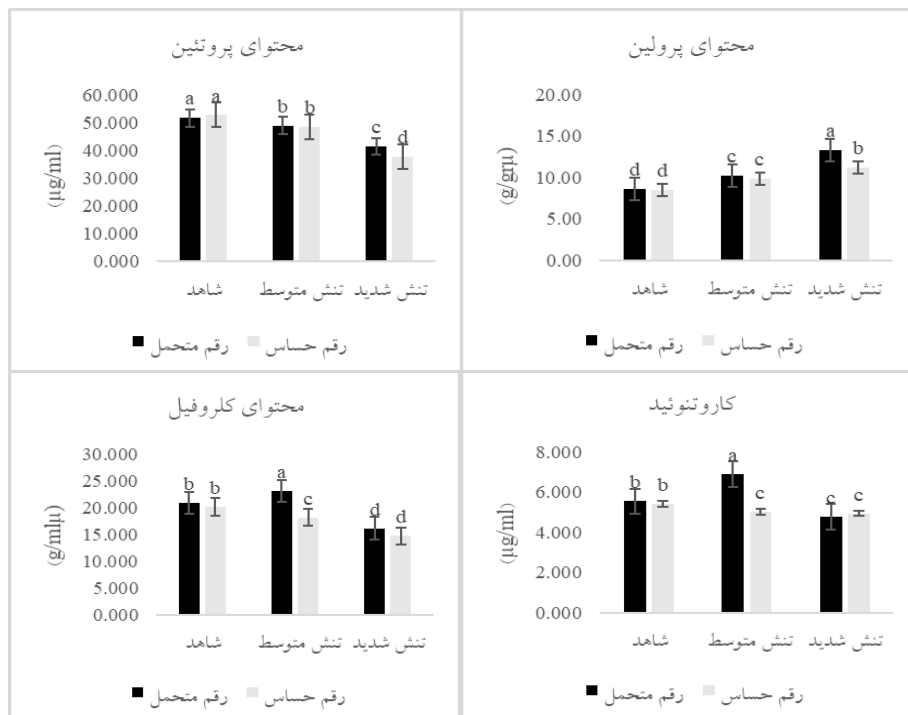 محتوای پروتئین
60.000
50.000
40.000
30.000
20.000
10.000
0.000
(µg/ml)
a a b b c d
شاهد تنش متوسط تنش شدید
رقم متحمل رقم حساس
محتوای پرولین
20.00
15.00
10.00
5.00
0.00
(g/grµ)
d d c c a b
شاهد تنش متوسط تنش شدید
رقم متحمل رقم حساس
محتوای کلروفیل
30.000
25.000
20.000
15.000
10.000
5.000
0.000
(g/mlµ)
b b a c d d
شاهد تنش متوسط تنش شدید
رقم متحمل رقم حساس
کاروتنوئید
8.000
6.000
4.000
2.000
0.000
(µg/ml)
b b a c c c
شاهد تنش متوسط تنش شدید
رقم متحمل رقم حساس